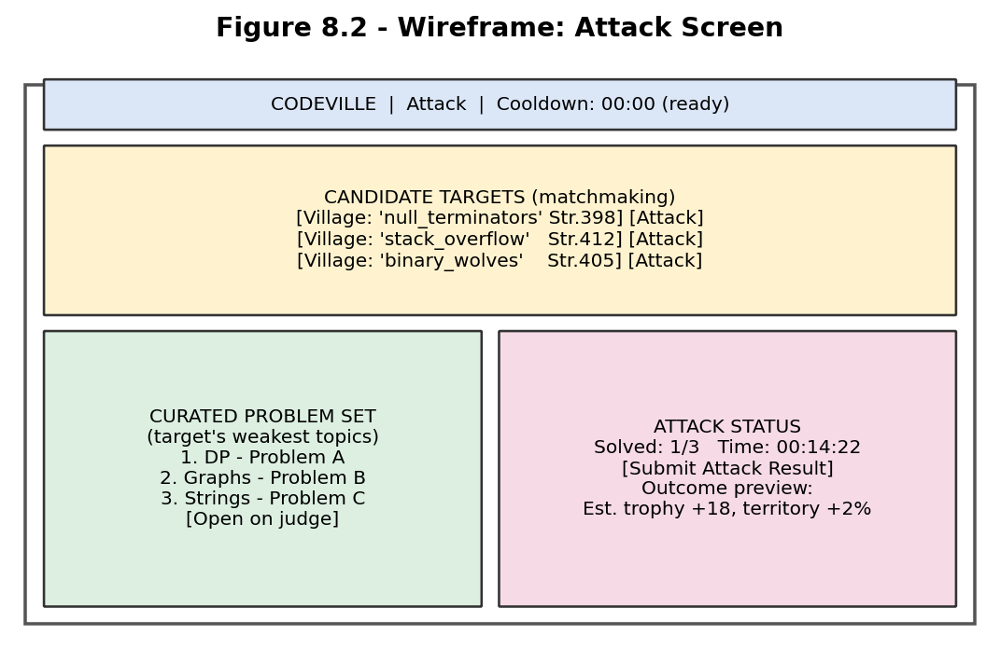 Figure 8.2 - Wireframe: Attack Screen
CODEVILLE | Attack | Cooldown: 00:00 (ready)
CANDIDATE TARGETS (matchmaking)
[Village: 'null_terminators' Str.398] [Attack]
[Village: 'stack_overflow' Str.412] [Attack]
[Village: 'binary_wolves' Str.405] [Attack]
CURATED PROBLEM SET
(target's weakest topics)
1. DP - Problem A
2. Graphs - Problem B
3. Strings - Problem C
[Open on judge]
ATTACK STATUS
Solved: 1/3 Time: 00:14:22
[Submit Attack Result]
Outcome preview:
Est. trophy +18, territory +2%